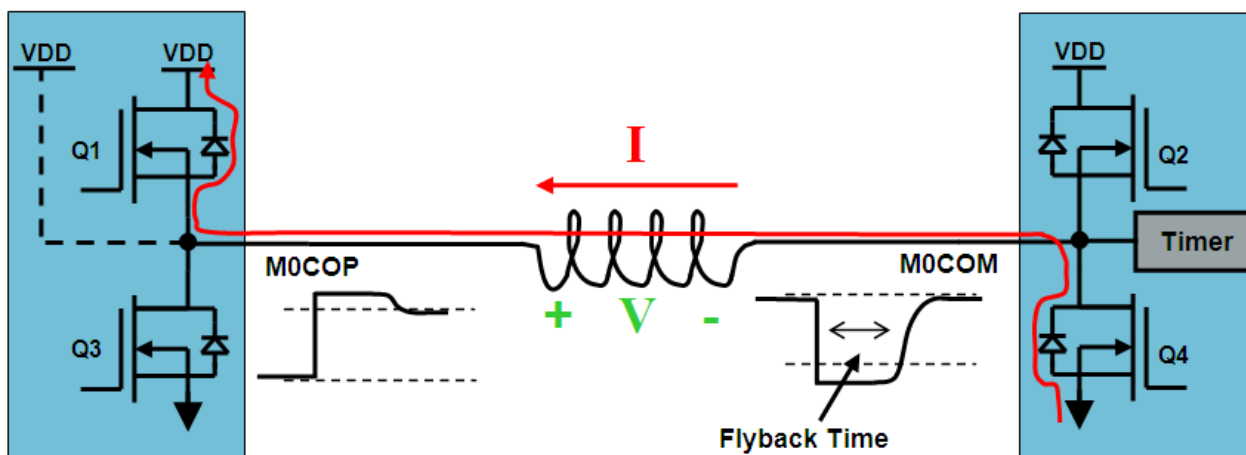 VDD
VDD
VDD
Q1
I
Q2
Timer
M0COP
M0COM
+ V -
Q3
Q4
Flyback Time